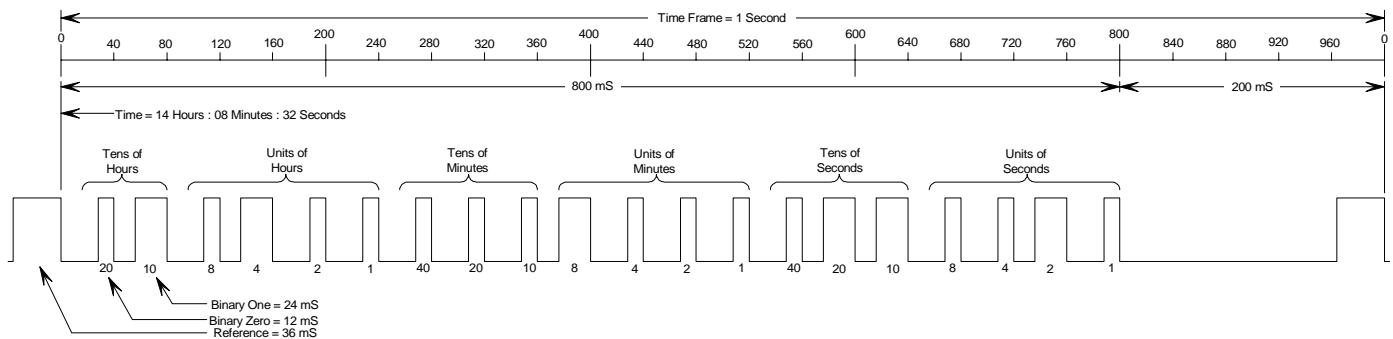 Time Frame = 1 Second
0 40 80 120 160 200 240 280 320 360 400 440 480 520 560 600 640 680 720 760 800 840 880 920 960 0
800 mS 200 mS
Time = 14 Hours : 08 Minutes : 32 Seconds
Tens of Hours
Units of Hours
Tens of Minutes
Units of Minutes
Tens of Seconds
Units of Seconds
20 10 8 4 2 1 40 20 10 8 4 2 1 40 20 10 8 4 2 1
Binary One = 24 mS
Binary Zero = 12 mS
Reference = 36 mS